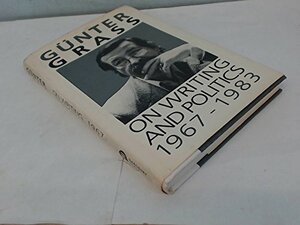 GÜNTER
GRASS
ON WRITING
AND POLITICS
1967-1983